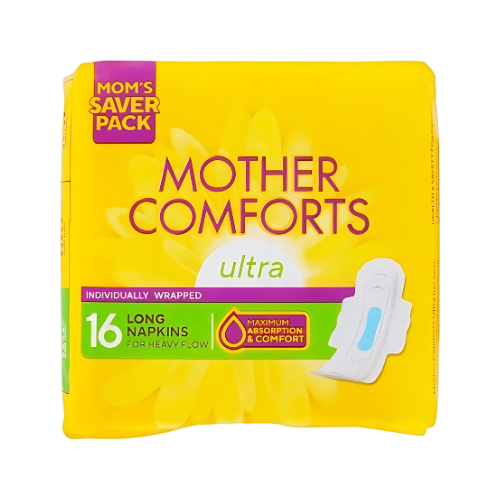 MOM'S
SAVER
PACK
MOTHER
COMFORTS
ultra
INDIVIDUALLY WRAPPED
16 LONG
NAPKINS
FOR HEAVY FLOW
MAXIMUM
ABSORPTION
& COMFORT